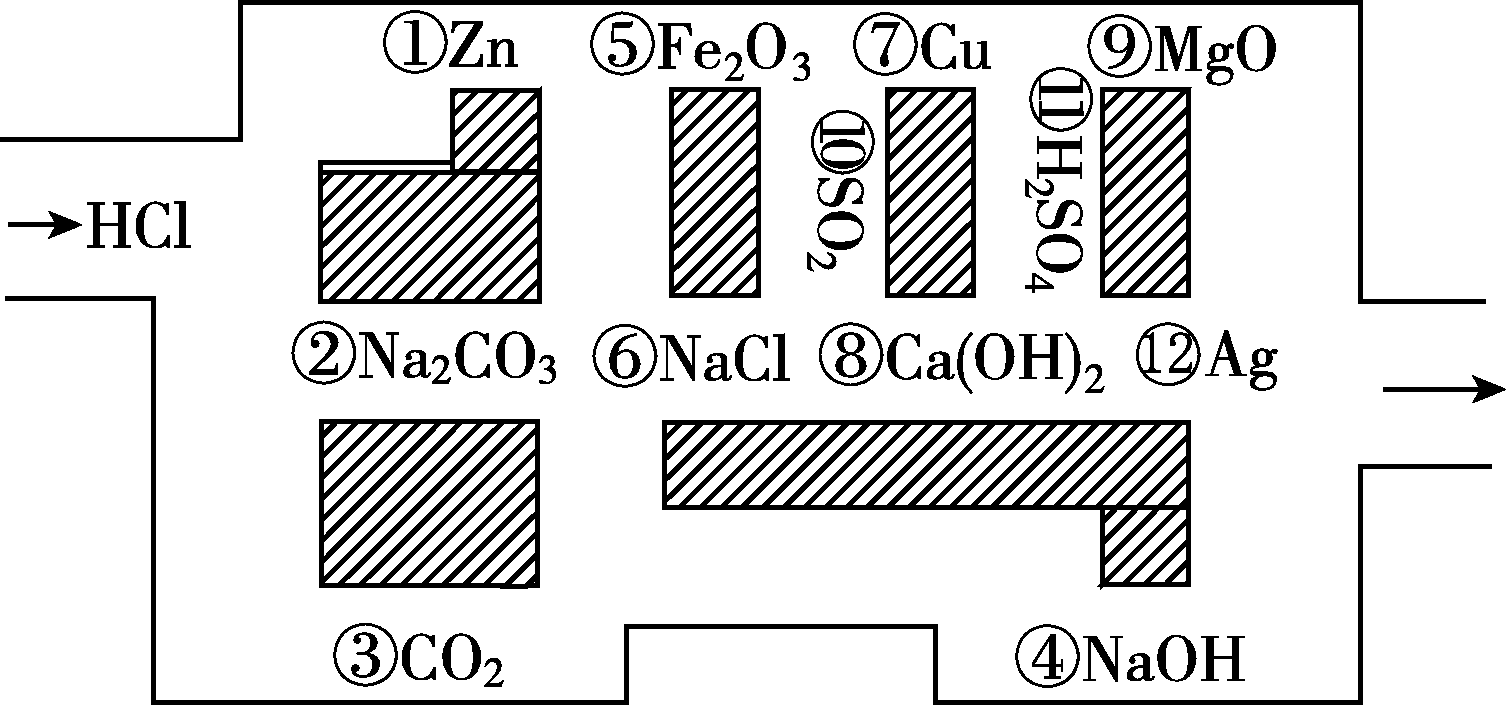 ①Zn
⑤Fe₂O₃
⑦Cu
⑨MgO
⑩SO₂
⑪H₂SO₄
HCl
②Na₂CO₃
⑥NaCl
⑧Ca(OH)₂
⑫Ag
③CO₂
④NaOH